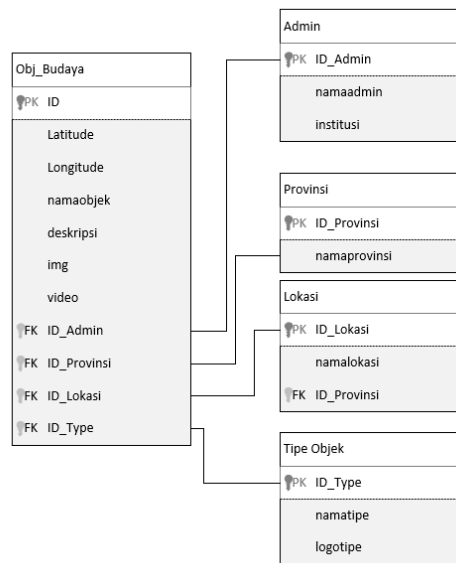 Obj_Budaya
PK ID
Latitude
Longitude
namaobjek
deskripsi
img
video
FK ID_Admin
FK ID_Provinsi
FK ID_Lokasi
FK ID_Type
Admin
PK ID_Admin
namaadmin
institusi
Provinsi
PK ID_Provinsi
namaprovinsi
Lokasi
PK ID_Lokasi
namalokasi
FK ID_Provinsi
Tipe Objek
PK ID_Type
namatipe
logotipe